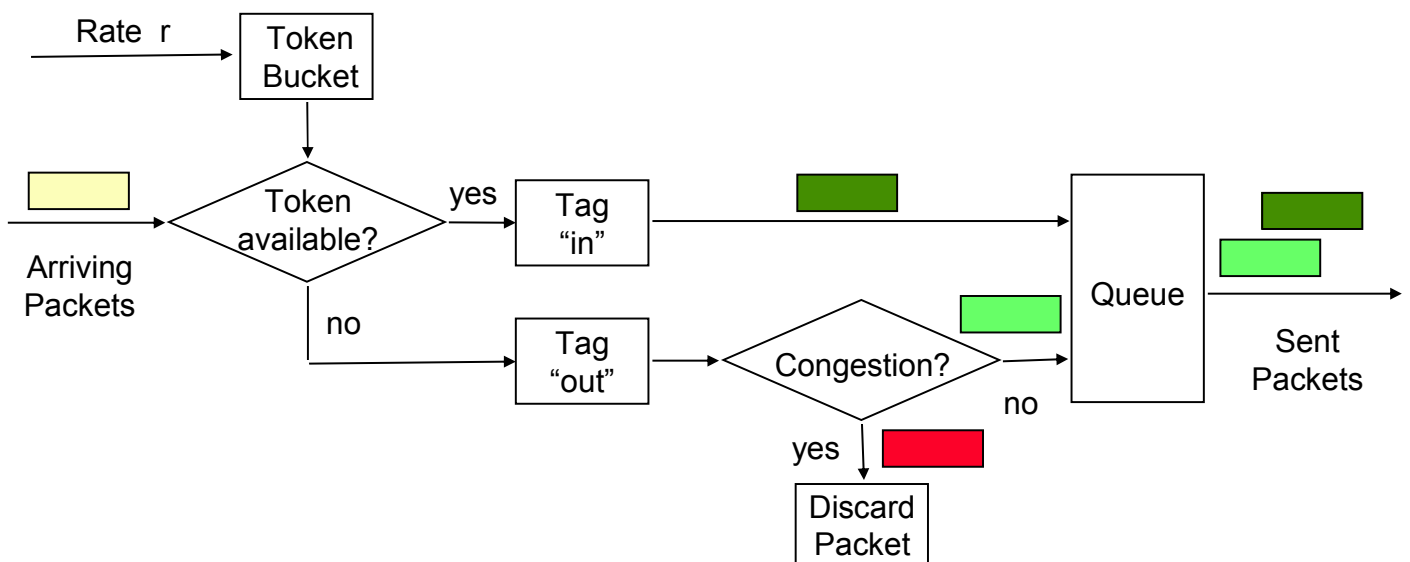 Rate r
Token
Bucket
Token
available?
yes
Tag
“in”
Arriving
Packets
no
Tag
“out”
Congestion?
no
yes
Discard
Packet
Queue
Sent
Packets